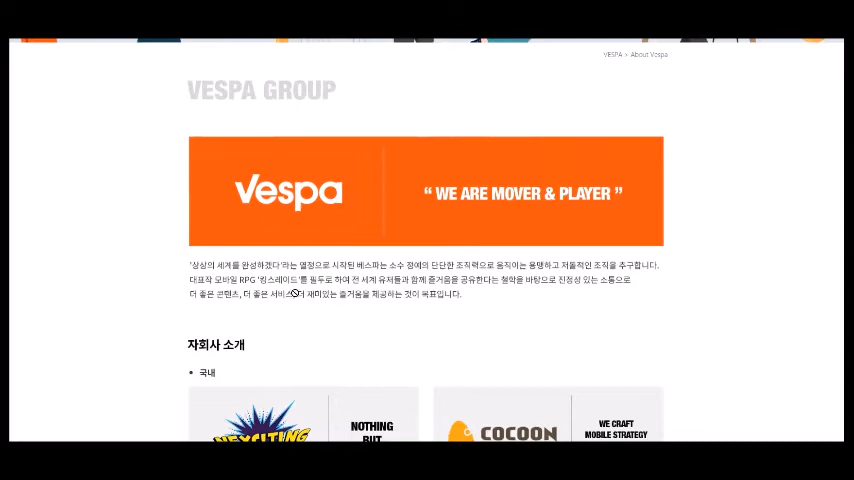 VESPA > About Vespa
VESPA GROUP
vespa
“ WE ARE MOVER & PLAYER ”
'상상의 세계를 완성하겠다'라는 열정으로 시작된 베스파는 소수 정예의 단단한 조직력으로 움직이는 용맹하고 저돌적인 조직을 추구합니다.
대표작 모바일 RPG '킹스레이드'를 필두로 하여 전 세계 유저들과 함께 즐거움을 공유한다는 철학을 바탕으로 진정성 있는 소통으로
더 좋은 콘텐츠, 더 좋은 서비스, 더 재미있는 즐거움을 제공하는 것이 목표입니다.
자회사 소개
• 국내
NEXCITING
NOTHING
BUT
COCOON
WE CRAFT
MOBILE STRATEGY